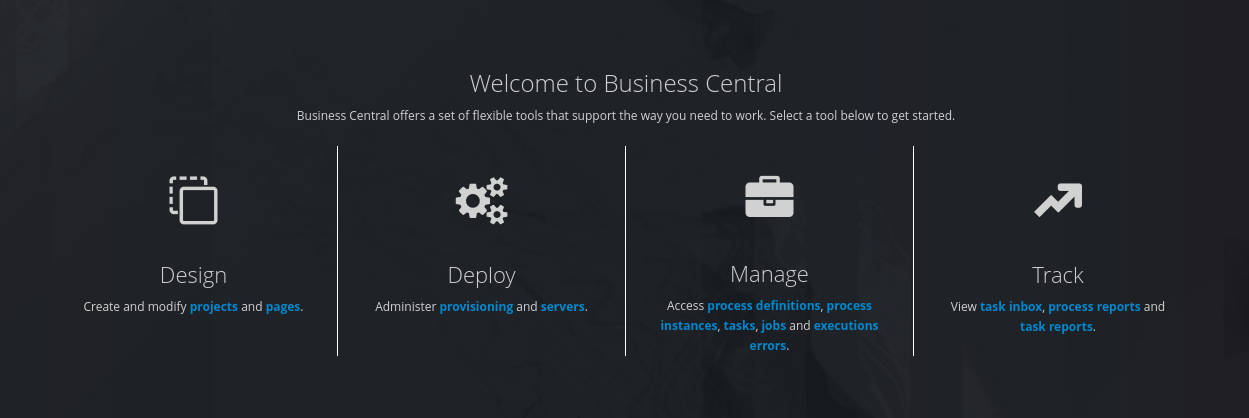 Welcome to Business Central
Business Central offers a set of flexible tools that support the way you need to work. Select a tool below to get started.
Design
Create and modify projects and pages.
Deploy
Administer provisioning and servers.
Manage
Access process definitions, process
instances, tasks, jobs and executions
errors.
Track
View task inbox, process reports and
task reports.